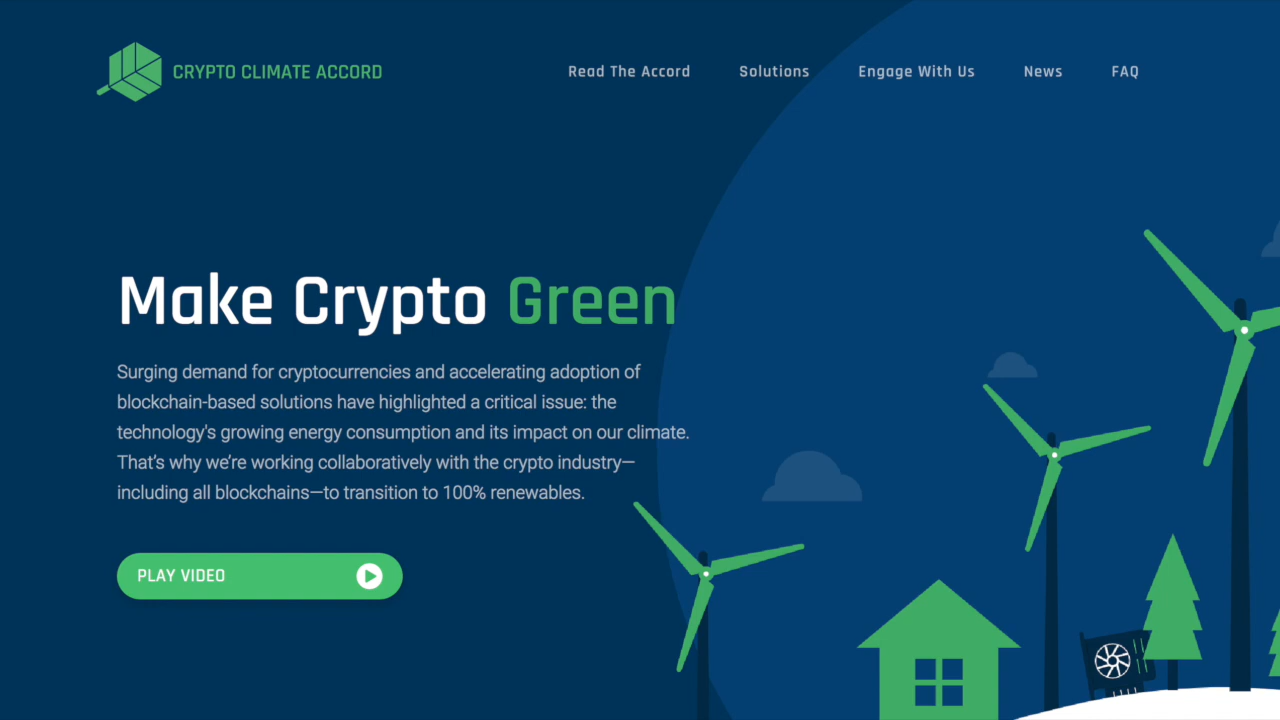 CRYPTO CLIMATE ACCORD
Read The Accord
Solutions
Engage With Us
News
FAQ
Make Crypto Green
Surging demand for cryptocurrencies and accelerating adoption of
blockchain-based solutions have highlighted a critical issue: the
technology's growing energy consumption and its impact on our climate.
That’s why we’re working collaboratively with the crypto industry—
including all blockchains—to transition to 100% renewables.
PLAY VIDEO